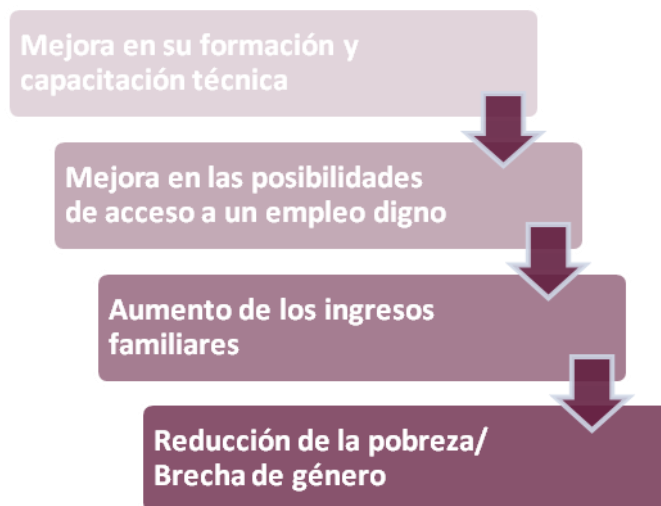 Mejora en su formación y
capacitación técnica
Mejora en las posibilidades
de acceso a un empleo digno
Aumento de los ingresos
familiares
Reducción de la pobreza/
Brecha de género